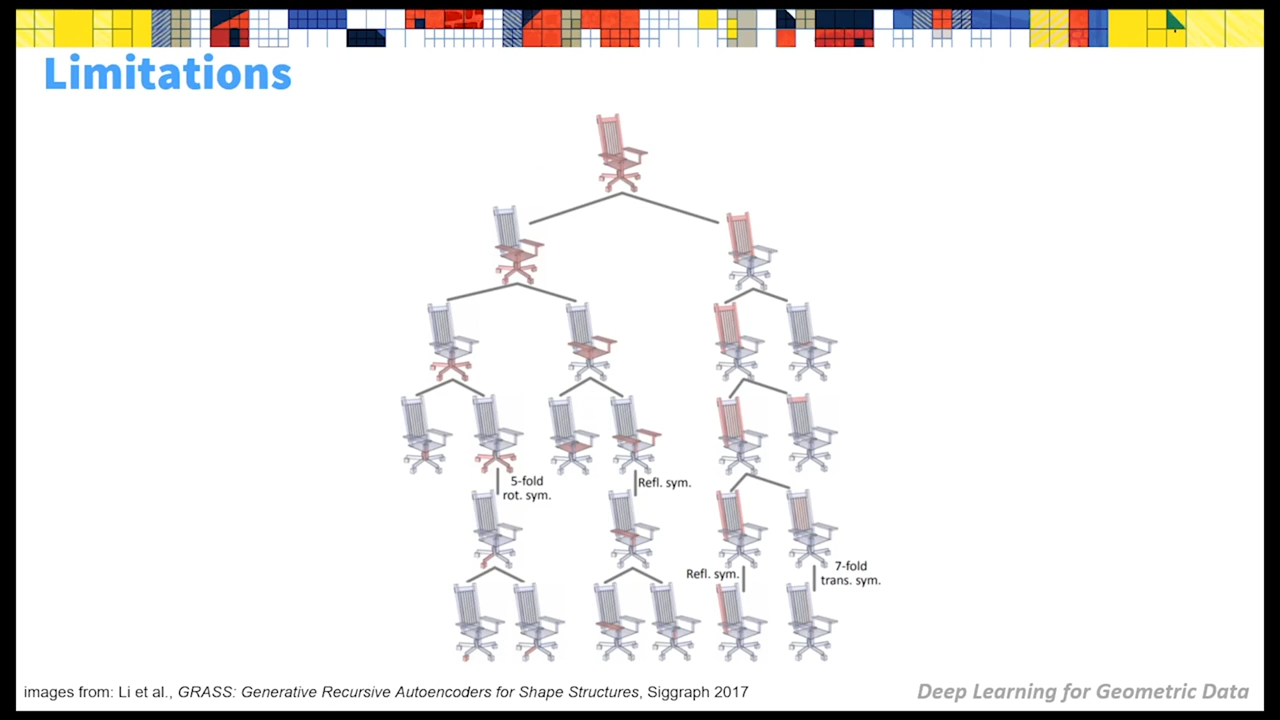 Limitations
5-fold
rot. sym.
Refl. sym.
Refl. sym.
7-fold
trans. sym.
images from: Li et al., GRASS: Generative Recursive Autoencoders for Shape Structures, Siggraph 2017
Deep Learning for Geometric Data